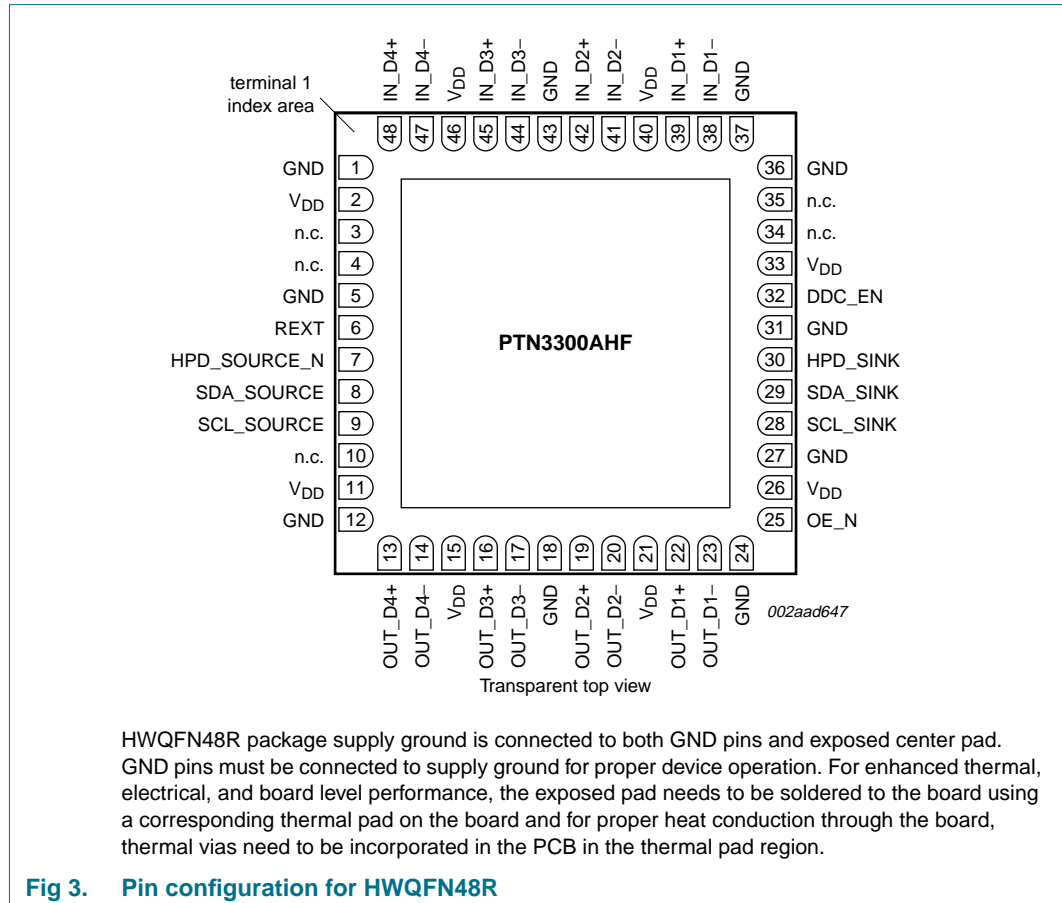 IN_D4+ IN_D4− VDD IN_D3+ IN_D3− GND IN_D2+ IN_D2− VDD IN_D1+ IN_D1− GND
terminal 1
index area
48 47 46 45 44 43 42 41 40 39 38 37
GND 1 36 GND
VDD 2 35 n.c.
n.c. 3 34 n.c.
n.c. 4 33 VDD
GND 5 32 DDC_EN
REXT 6 31 GND
PTN3300AHF
HPD_SOURCE_N 7 30 HPD_SINK
SDA_SOURCE 8 29 SDA_SINK
SCL_SOURCE 9 28 SCL_SINK
n.c. 10 27 GND
VDD 11 26 VDD
GND 12 25 OE_N
13 14 15 16 17 18 19 20 21 22 23 24
OUT_D4+ OUT_D4− VDD OUT_D3+ OUT_D3− GND OUT_D2+ OUT_D2− VDD OUT_D1+ OUT_D1− GND
002aad647
Transparent top view
HWQFN48R package supply ground is connected to both GND pins and exposed center pad.
GND pins must be connected to supply ground for proper device operation. For enhanced thermal,
electrical, and board level performance, the exposed pad needs to be soldered to the board using
a corresponding thermal pad on the board and for proper heat conduction through the board,
thermal vias need to be incorporated in the PCB in the thermal pad region.
Fig 3. Pin configuration for HWQFN48R